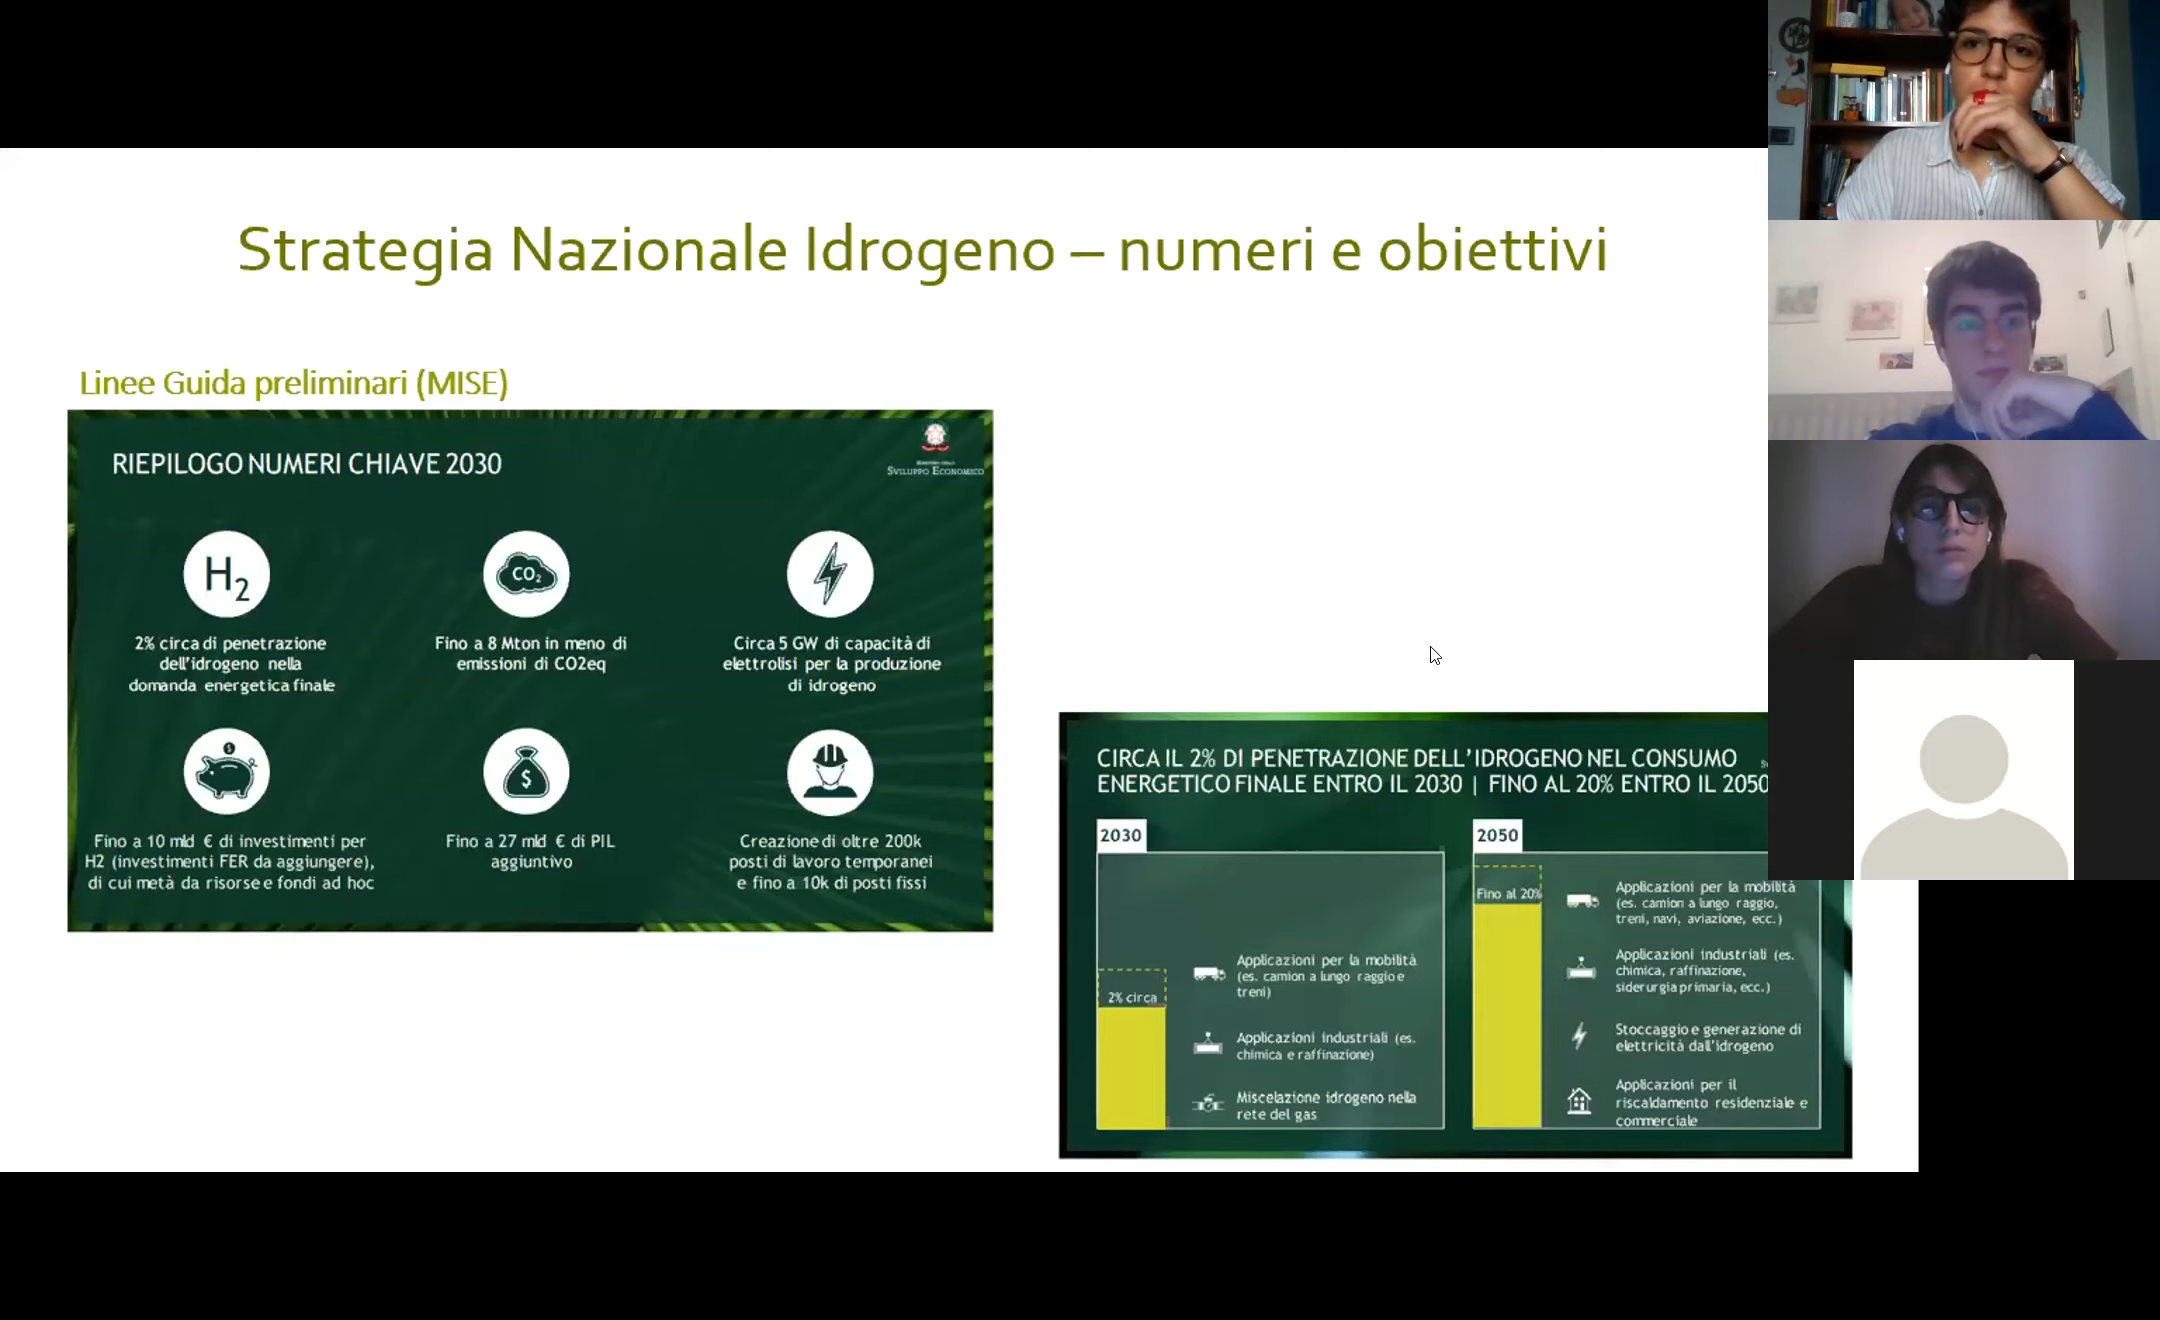 Strategia Nazionale Idrogeno – numeri e obiettivi
Linee Guida preliminari (MISE)
RIEPILOGO NUMERI CHIAVE 2030
SVILUPPO ECONOMICO
H2
2% circa di penetrazione
dell'idrogeno nella
domanda energetica finale
CO2
Fino a 8 Mton in meno di
emissioni di CO2eq
Circa 5 GW di capacità di
elettrolisi per la produzione
di idrogeno
$
Fino a 10 mld € di investimenti per
H2 (investimenti FER da aggiungere),
di cui metà da risorse e fondi ad hoc
$
Fino a 27 mld € di PIL
aggiuntivo
Creazione di oltre 200k
posti di lavoro temporanei
e fino a 10k di posti fissi
CIRCA IL 2% DI PENETRAZIONE DELL'IDROGENO NEL CONSUMO
ENERGETICO FINALE ENTRO IL 2030 | FINO AL 20% ENTRO IL 2050
2030
2% circa
Applicazioni per la mobilità
(es. camion a lungo raggio e
treni)
Applicazioni industriali (es.
chimica e raffinazione)
Miscelazione idrogeno nella
rete del gas
2050
Fino al 20%
Applicazioni per la mobilità
(es. camion a lungo raggio,
treni, navi, aviazione, ecc.)
Applicazioni industriali (es.
chimica, raffinazione,
siderurgia primaria, ecc.)
Stoccaggio e generazione di
elettricità dall'idrogeno
Applicazioni per il
riscaldamento residenziale e
commerciale